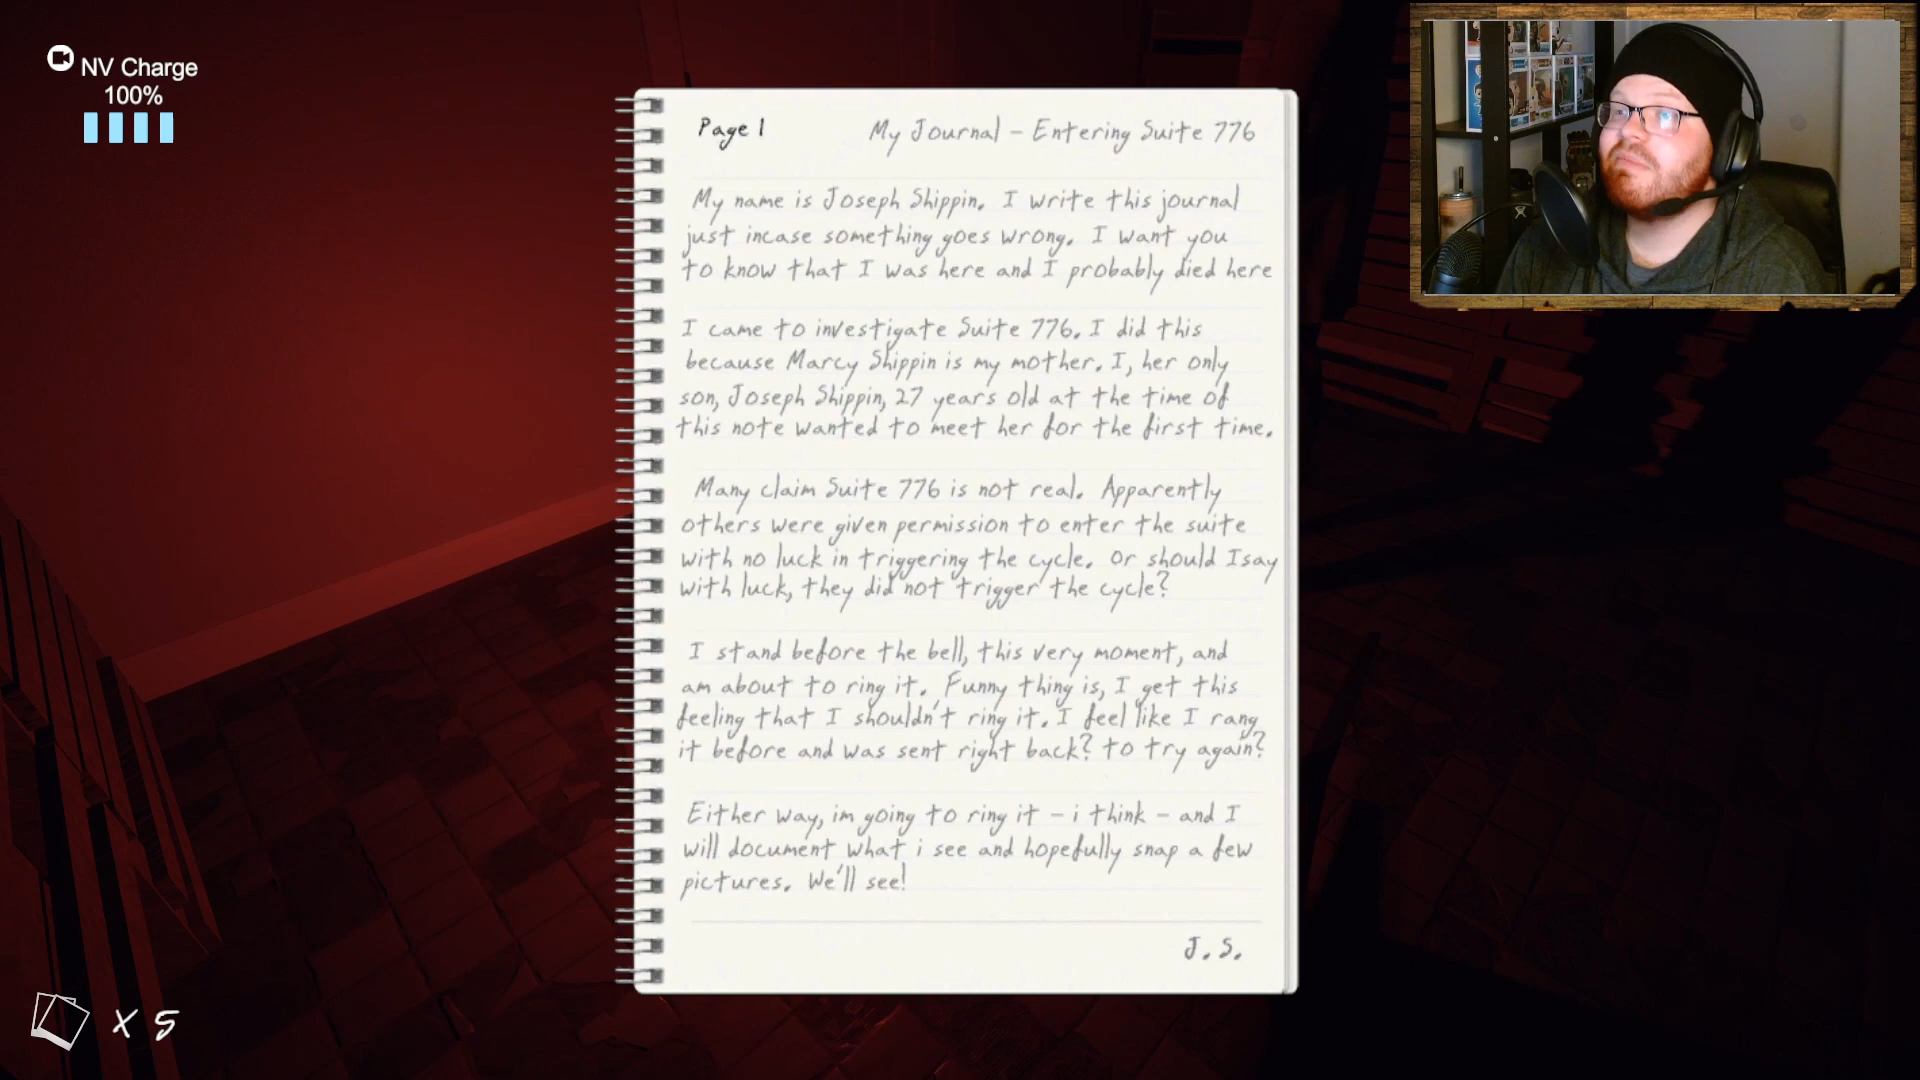 NV Charge
100%
Page 1
My Journal - Entering Suite 776
My name is Joseph Shippin. I write this journal
just incase something goes wrong. I want you
to know that I was here and I probably died here
I came to investigate Suite 776. I did this
because Marcy Shippin is my mother. I, her only
son, Joseph Shippin, 27 years old at the time of
this note wanted to meet her for the first time.
Many claim Suite 776 is not real. Apparently
others were given permission to enter the suite
with no luck in triggering the cycle. Or should I say
with luck, they did not trigger the cycle?
I stand before the bell, this very moment, and
am about to ring it. Funny thing is, I get this
feeling that I shouldn't ring it. I feel like I rang
it before and was sent right back? to try again?
Either way, im going to ring it - i think - and I
will document what i see and hopefully snap a few
pictures. We'll see!
J. S.
X 5